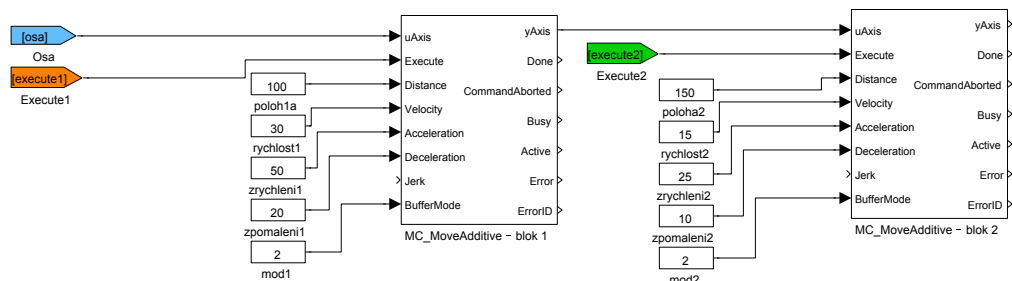 [osa]
Osa
[execute1]
Execute1
100
poloh1a
30
rychlost1
50
zrychleni1
20
zpomaleni1
2
mod1
uAxis
Execute
Distance
Velocity
Acceleration
Deceleration
Jerk
BufferMode
yAxis
Done
CommandAborted
Busy
Active
Error
ErrorID
MC_MoveAdditive - blok 1
[execute2]
Execute2
150
poloha2
15
rychlost2
25
zrychleni2
10
zpomaleni2
2
mod2
uAxis
Execute
Distance
Velocity
Acceleration
Deceleration
Jerk
BufferMode
yAxis
Done
CommandAborted
Busy
Active
Error
ErrorID
MC_MoveAdditive - blok 2